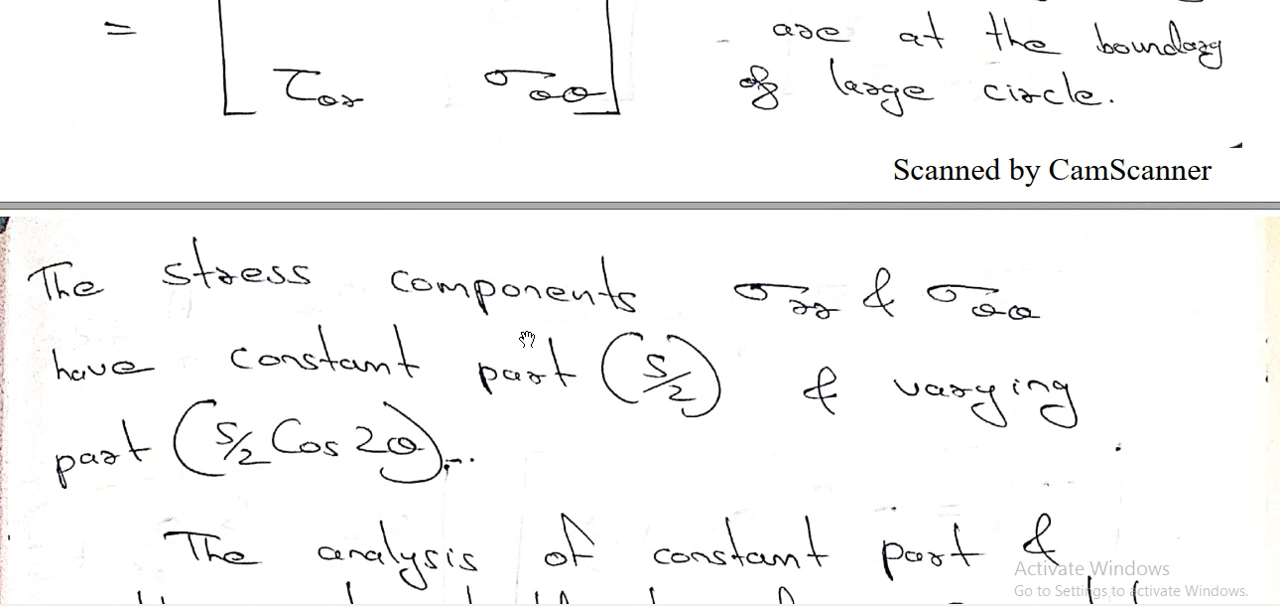 = [ τθr σθθ ] are at the boundary
of large circle.
Scanned by CamScanner
The stress components σrr & σθθ
have constant part (S/2) & varying
part (S/2 Cos 2θ)...
The analysis of constant part &
Activate Windows
Go to Settings to activate Windows.